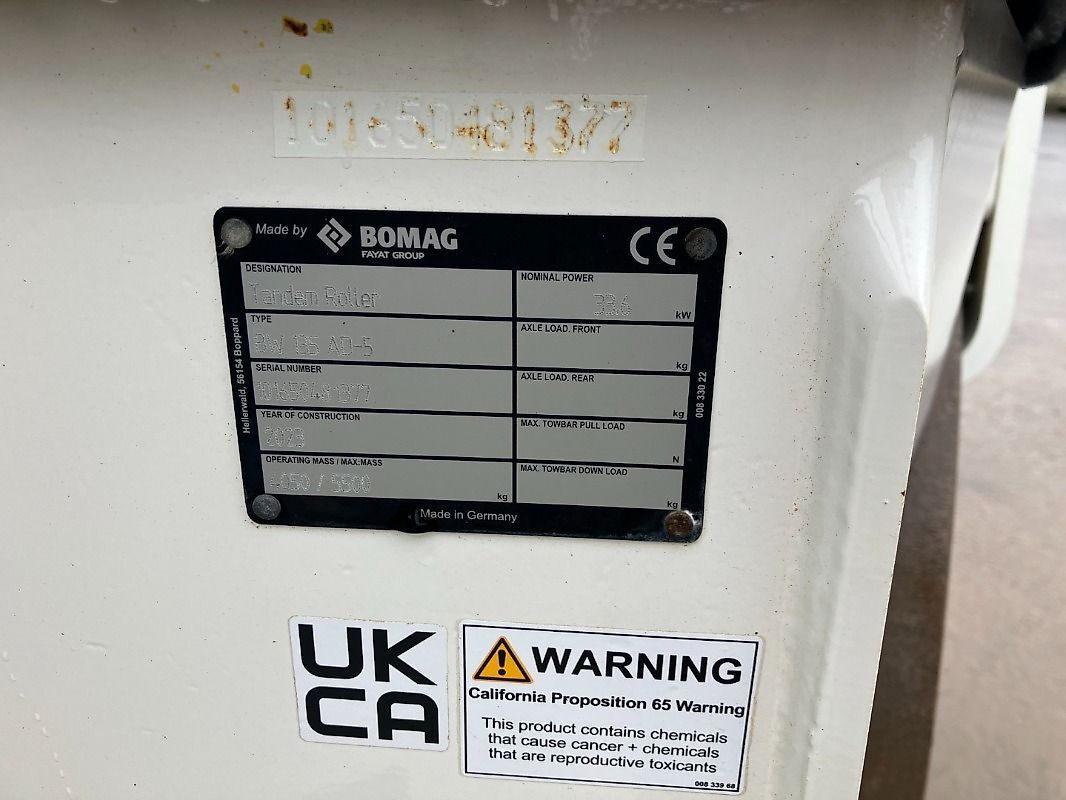 101650481377
Made by BOMAG CE
FAYAT GROUP
DESIGNATION
Tandem Roller
NOMINAL POWER
33.6 kW
TYPE
BW 135 AD-5
AXLE LOAD. FRONT
kg
SERIAL NUMBER
101650481377
AXLE LOAD. REAR
kg
YEAR OF CONSTRUCTION
2023
MAX. TOWBAR PULL LOAD
N
OPERATING MASS / MAX.MASS
4050 / 5500 kg
MAX. TOWBAR DOWN LOAD
kg
Made in Germany
Hellerwald, 56154 Boppard
008 330 22
UK
CA
WARNING
California Proposition 65 Warning
This product contains chemicals
that cause cancer + chemicals
that are reproductive toxicants
008 339 68